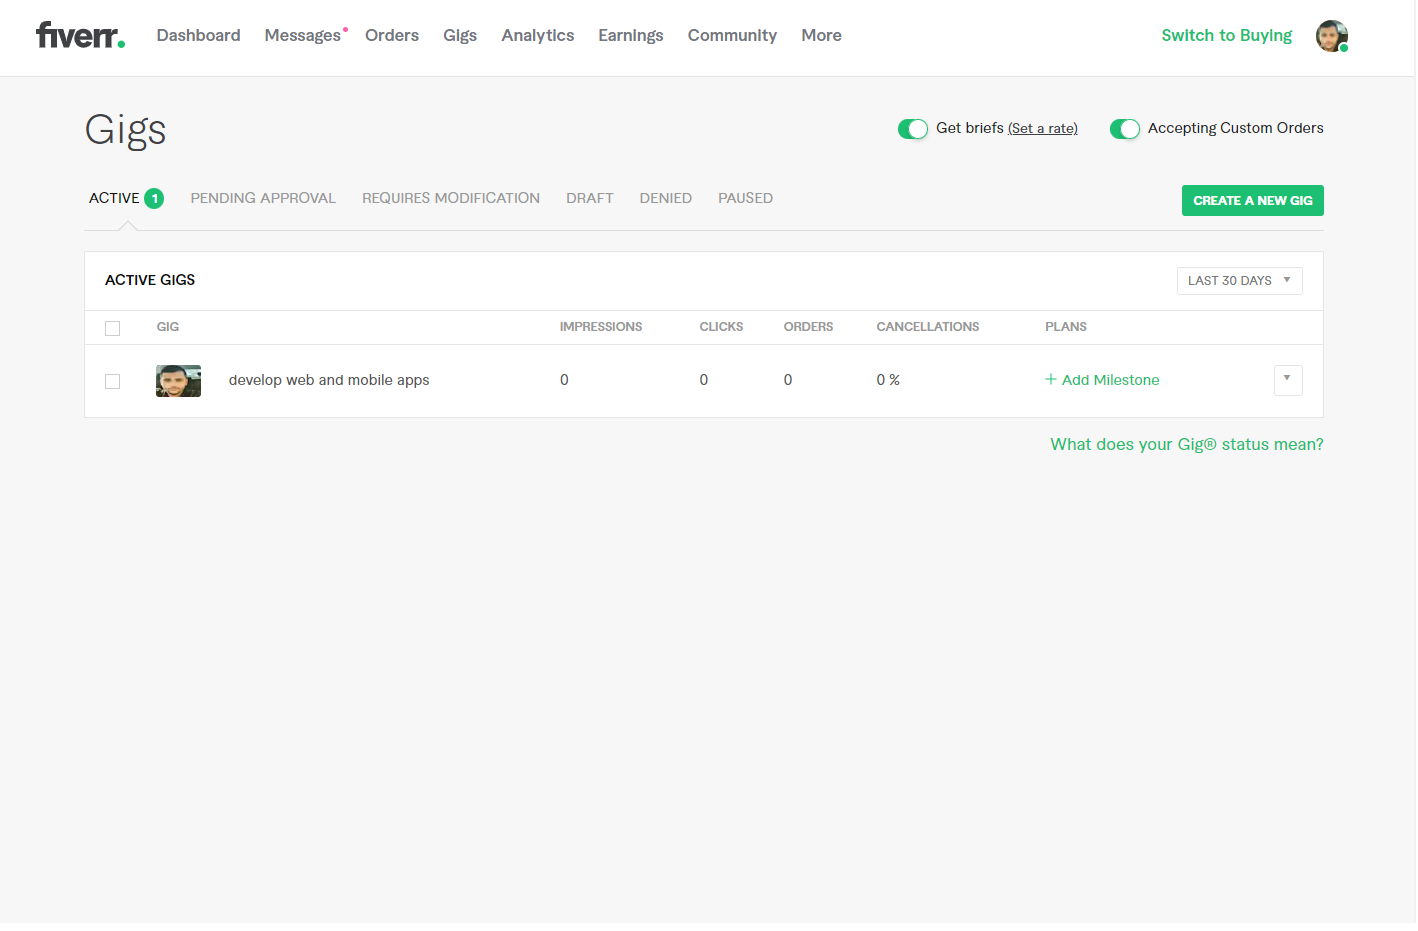 fiverr. Dashboard Messages Orders Gigs Analytics Earnings Community More Switch to Buying
Gigs Get briefs (Set a rate) Accepting Custom Orders
ACTIVE 1 PENDING APPROVAL REQUIRES MODIFICATION DRAFT DENIED PAUSED CREATE A NEW GIG
ACTIVE GIGS LAST 30 DAYS
GIG IMPRESSIONS CLICKS ORDERS CANCELLATIONS PLANS
develop web and mobile apps 0 0 0 0 % + Add Milestone
What does your Gig® status mean?